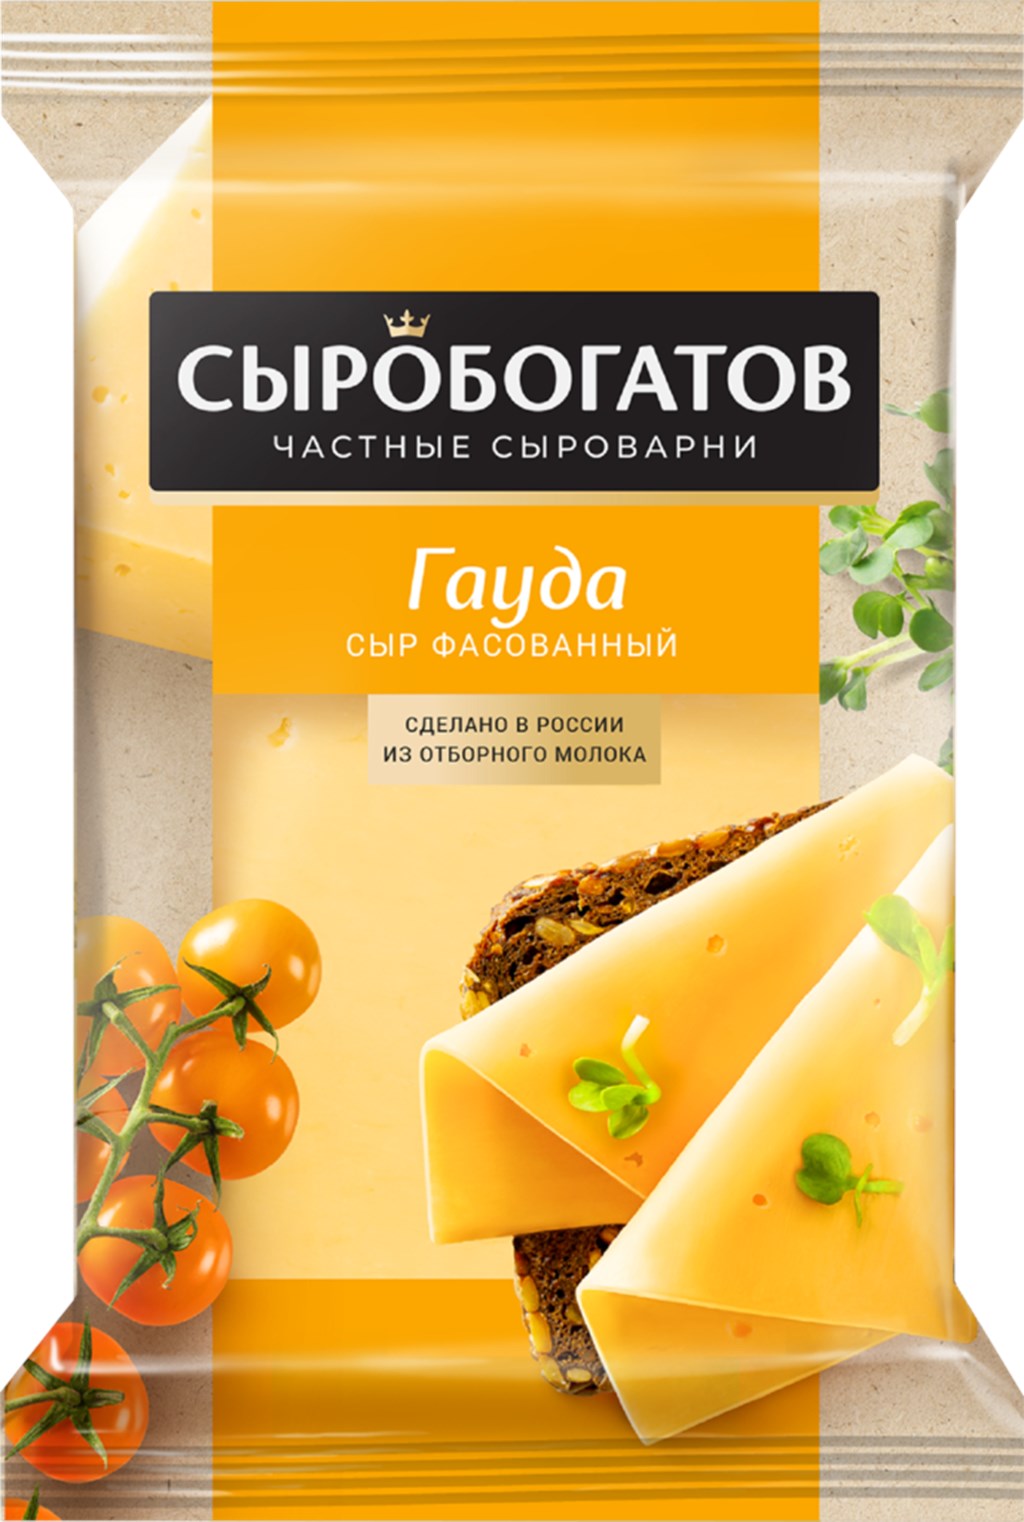 СЫРОБОГАТОВ
ЧАСТНЫЕ СЫРОВАРНИ
Гауда
СЫР ФАСОВАННЫЙ
СДЕЛАНО В РОССИИ
ИЗ ОТБОРНОГО МОЛОКА